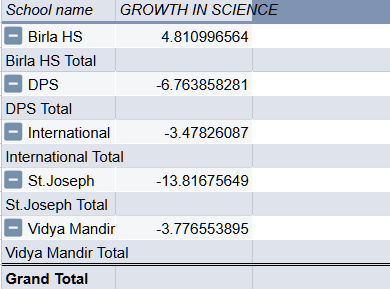 School name GROWTH IN SCIENCE
Birla HS 4.810996564
Birla HS Total
DPS -6.763858281
DPS Total
International -3.47826087
International Total
St.Joseph -13.81675649
St.Joseph Total
Vidya Mandir -3.776553895
Vidya Mandir Total
Grand Total